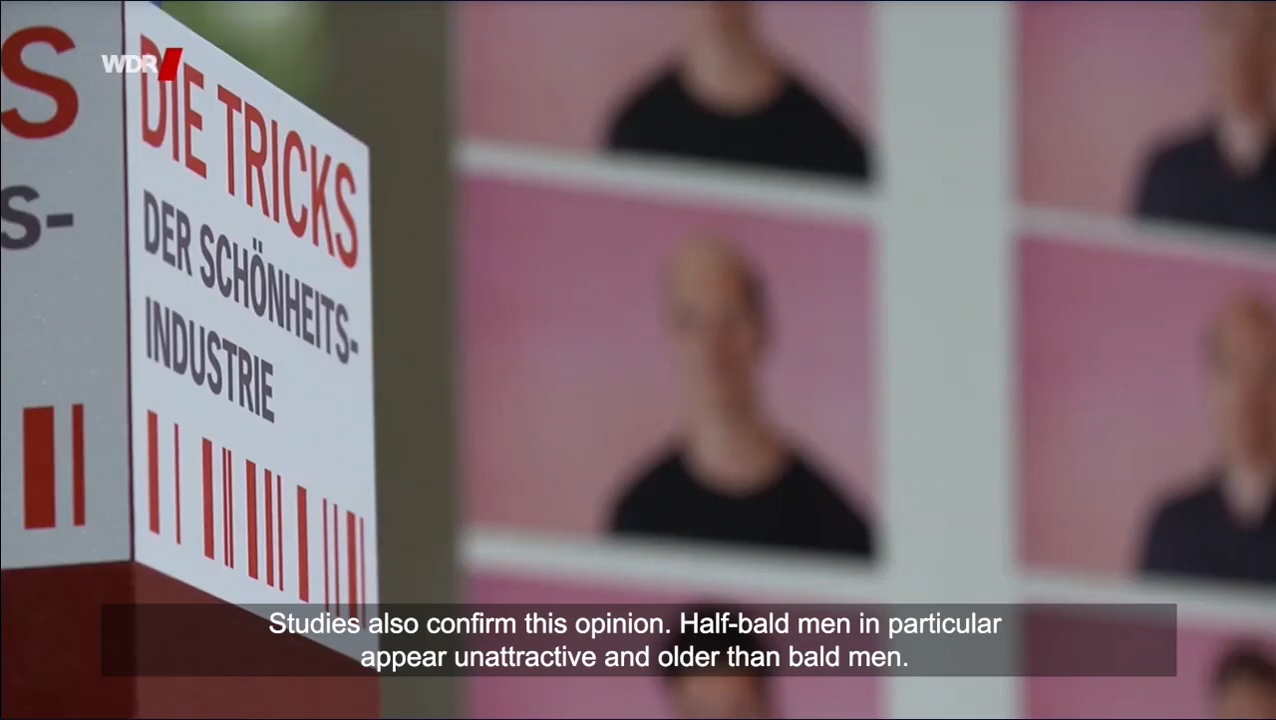 WDR
S
S-
DIE TRICKS
DER SCHÖNHEITS-
INDUSTRIE
Studies also confirm this opinion. Half-bald men in particular
appear unattractive and older than bald men.